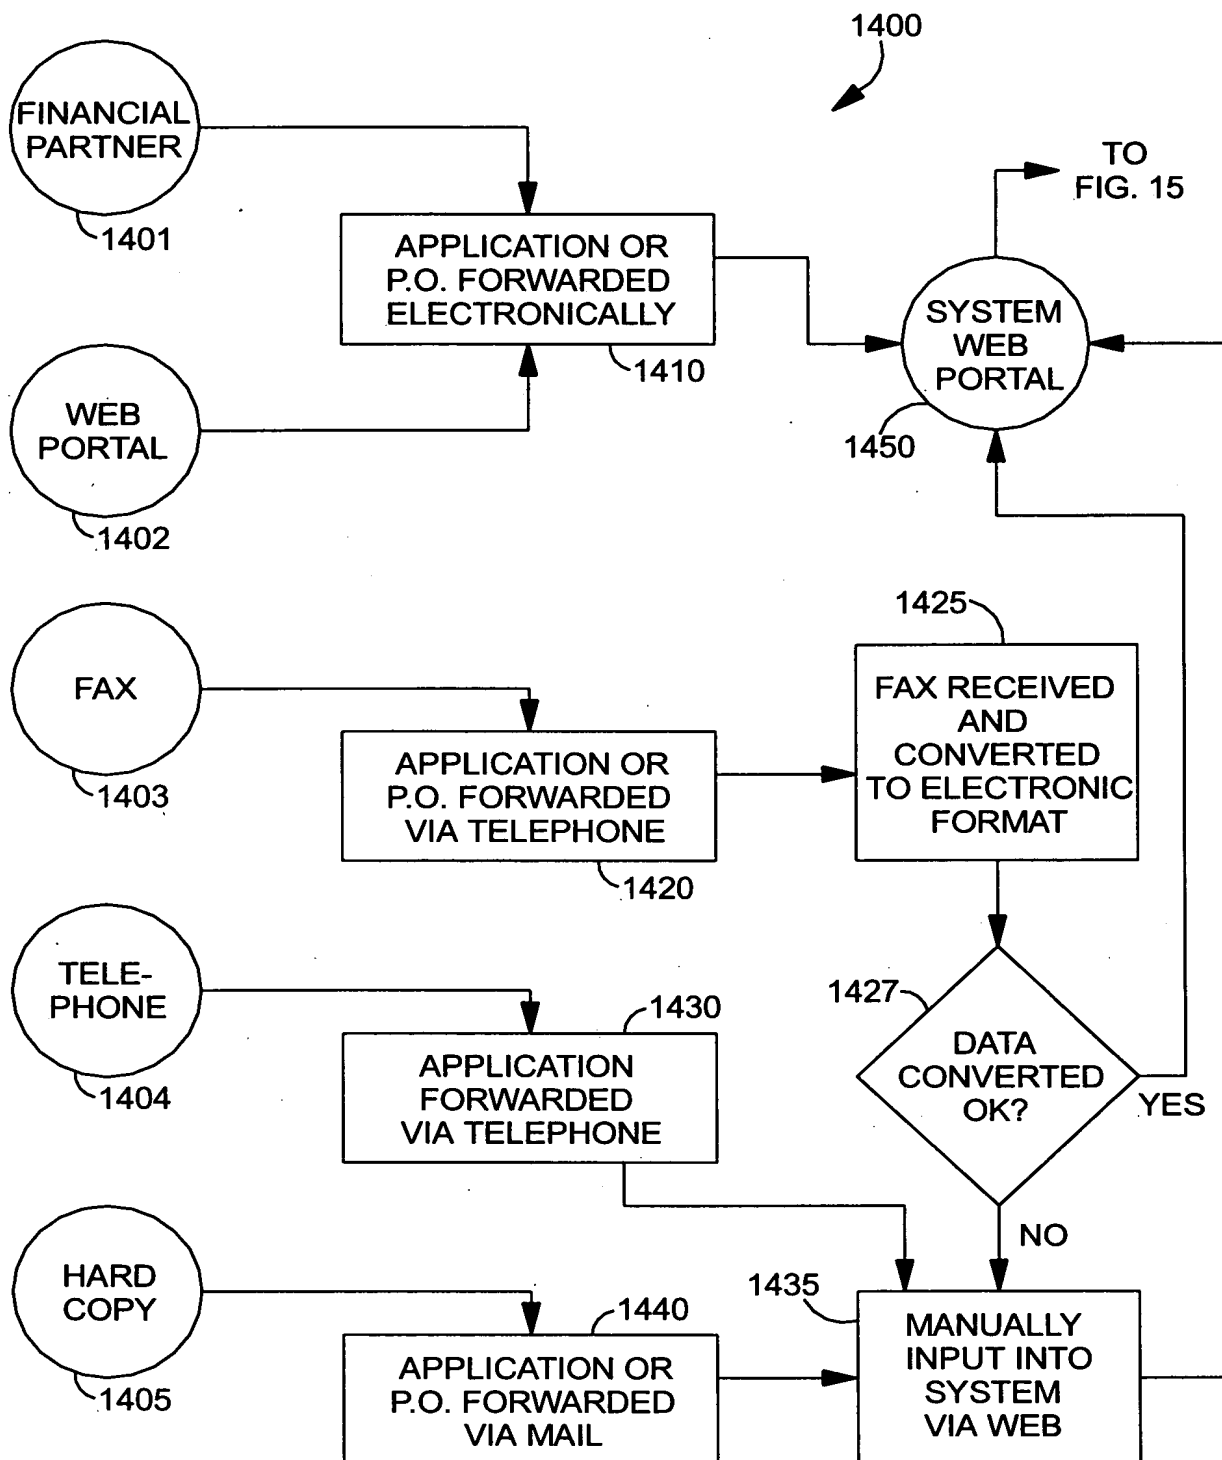 1400
FINANCIAL
PARTNER
1401
TO
FIG. 15
APPLICATION OR
P.O. FORWARDED
ELECTRONICALLY
1410
SYSTEM
WEB
PORTAL
1450
WEB
PORTAL
1402
FAX
1403
APPLICATION OR
P.O. FORWARDED
VIA TELEPHONE
1420
1425
FAX RECEIVED
AND
CONVERTED
TO ELECTRONIC
FORMAT
TELE-
PHONE
1404
1430
APPLICATION
FORWARDED
VIA TELEPHONE
1427
DATA
CONVERTED
OK?
YES
NO
HARD
COPY
1405
1440
APPLICATION OR
P.O. FORWARDED
VIA MAIL
1435
MANUALLY
INPUT INTO
SYSTEM
VIA WEB